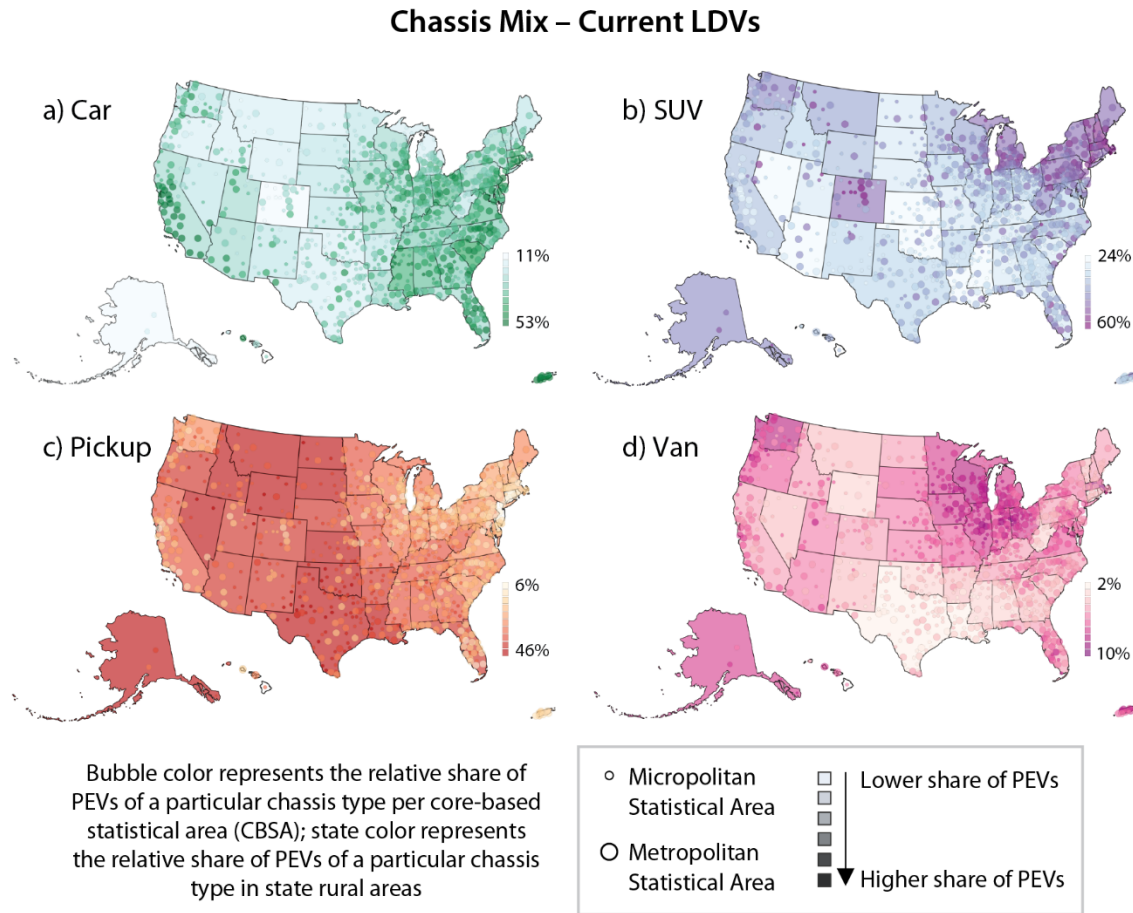 Chassis Mix – Current LDVs
a) Car
11%
53%
b) SUV
24%
60%
c) Pickup
6%
46%
d) Van
2%
10%
Bubble color represents the relative share of
PEVs of a particular chassis type per core-based
statistical area (CBSA); state color represents
the relative share of PEVs of a particular chassis
type in state rural areas
Micropolitan
Statistical Area
Metropolitan
Statistical Area
Lower share of PEVs
Higher share of PEVs